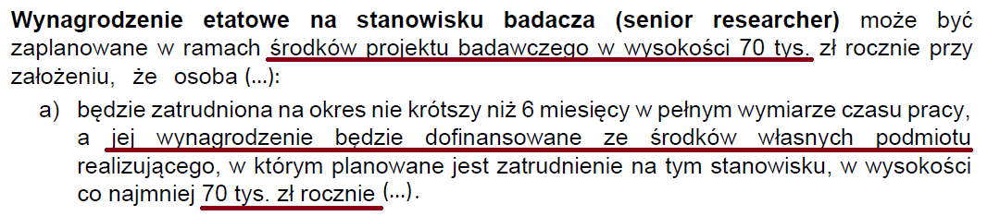 Wynagrodzenie etatowe na stanowisku badacza (senior researcher) może być
zaplanowane w ramach środków projektu badawczego w wysokości 70 tys. zł rocznie przy
założeniu, że osoba (...):
a) będzie zatrudniona na okres nie krótszy niż 6 miesięcy w pełnym wymiarze czasu pracy,
a jej wynagrodzenie będzie dofinansowane ze środków własnych podmiotu
realizującego, w którym planowane jest zatrudnienie na tym stanowisku, w wysokości
co najmniej 70 tys. zł rocznie (...).